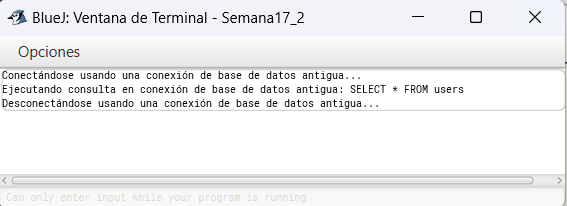 BlueJ: Ventana de Terminal - Semana17_2
Opciones
Conectándose usando una conexión de base de datos antigua...
Ejecutando consulta en conexión de base de datos antigua: SELECT * FROM users
Desconectándose usando una conexión de base de datos antigua...
Can only enter input while your program is running